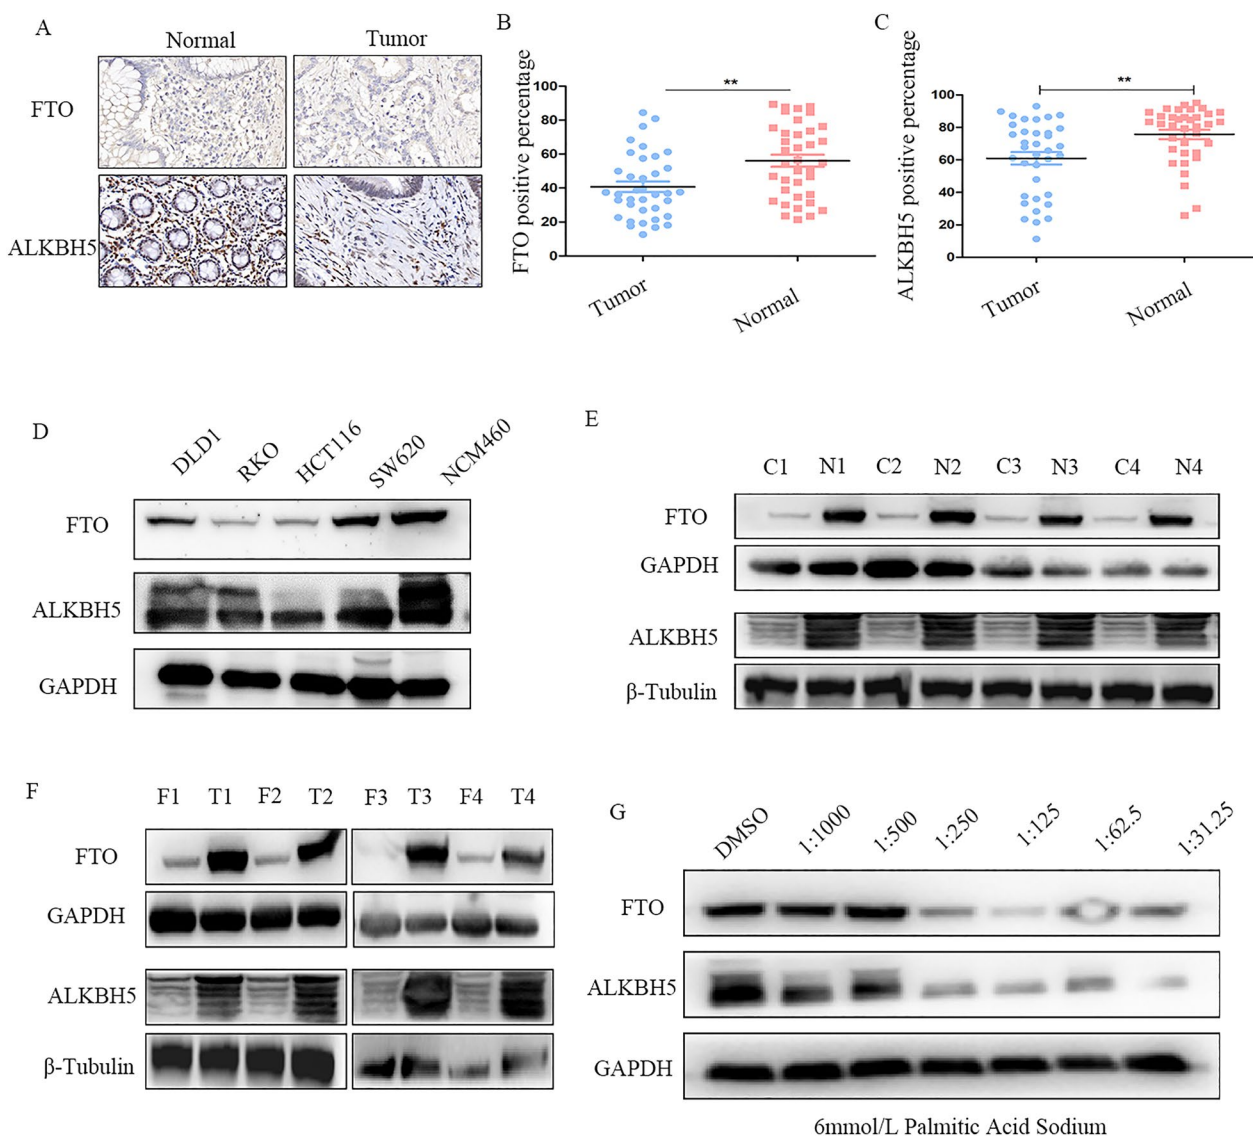 A
Normal
Tumor
FTO
ALKBH5
B
FTO positive percentage
100
80
60
40
20
0
**
Tumor
Normal
C
ALKBH5 positive percentage
100
80
60
40
20
0
**
Tumor
Normal
D
DLD1
RKO
HCT116
SW620
NCM460
FTO
ALKBH5
GAPDH
E
C1 N1 C2 N2 C3 N3 C4 N4
FTO
GAPDH
ALKBH5
β-Tubulin
F
F1 T1 F2 T2 F3 T3 F4 T4
FTO
GAPDH
ALKBH5
β-Tubulin
G
DMSO
1:1000
1:500
1:250
1:125
1:62.5
1:31.25
FTO
ALKBH5
GAPDH
6mmol/L Palmitic Acid Sodium